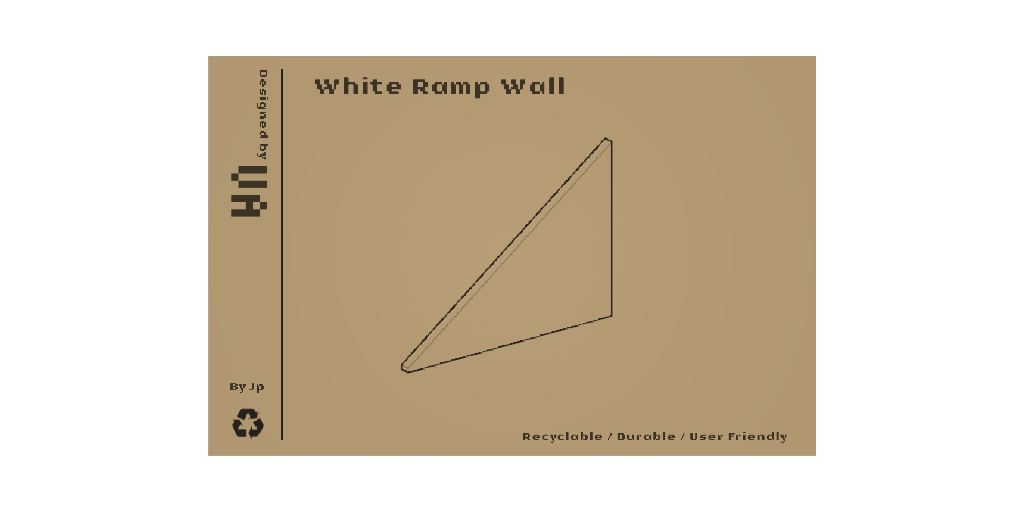 White Ramp Wall
Designed by
By Jp
Recyclable / Durable / User Friendly